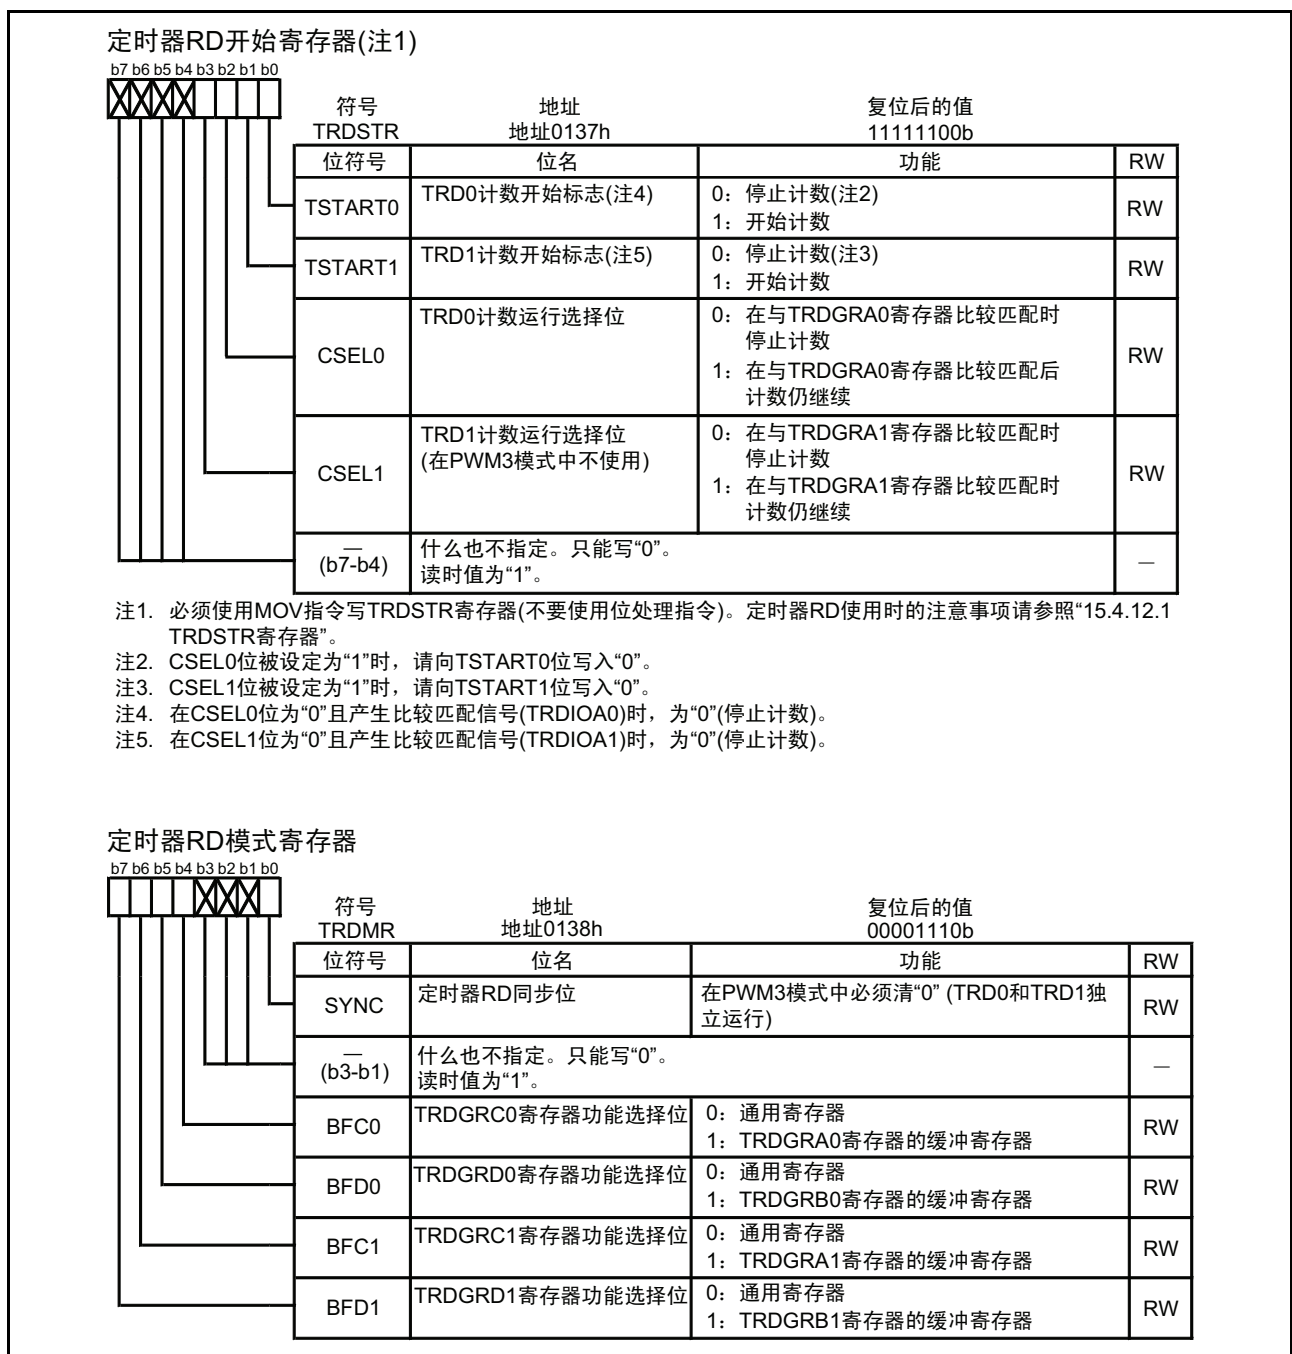 定时器RD开始寄存器(注1)
b7 b6 b5 b4 b3 b2 b1 b0
符号 地址 复位后的值
TRDSTR 地址0137h 11111100b
位符号 位名 功能 RW
TSTART0 TRD0计数开始标志(注4) 0：停止计数(注2) RW
1：开始计数
TSTART1 TRD1计数开始标志(注5) 0：停止计数(注3) RW
1：开始计数
CSEL0 TRD0计数运行选择位 0：在与TRDGRA0寄存器比较匹配时 RW
停止计数
1：在与TRDGRA0寄存器比较匹配后
计数仍继续
CSEL1 TRD1计数运行选择位 0：在与TRDGRA1寄存器比较匹配时 RW
(在PWM3模式中不使用) 停止计数
1：在与TRDGRA1寄存器比较匹配时
计数仍继续
— 什么也不指定。只能写“0”。 —
(b7-b4) 读时值为“1”。
注1. 必须使用MOV指令写TRDSTR寄存器(不要使用位处理指令)。定时器RD使用时的注意事项请参照“15.4.12.1
TRDSTR寄存器”。
注2. CSEL0位被设定为“1”时，请向TSTART0位写入“0”。
注3. CSEL1位被设定为“1”时，请向TSTART1位写入“0”。
注4. 在CSEL0位为“0”且产生比较匹配信号(TRDIOA0)时，为“0”(停止计数)。
注5. 在CSEL1位为“0”且产生比较匹配信号(TRDIOA1)时，为“0”(停止计数)。
定时器RD模式寄存器
b7 b6 b5 b4 b3 b2 b1 b0
符号 地址 复位后的值
TRDMR 地址0138h 00001110b
位符号 位名 功能 RW
SYNC 定时器RD同步位 在PWM3模式中必须清“0” (TRD0和TRD1独 RW
立运行)
— 什么也不指定。只能写“0”。 —
(b3-b1) 读时值为“1”。
BFC0 TRDGRC0寄存器功能选择位 0：通用寄存器 RW
1：TRDGRA0寄存器的缓冲寄存器
BFD0 TRDGRD0寄存器功能选择位 0：通用寄存器 RW
1：TRDGRB0寄存器的缓冲寄存器
BFC1 TRDGRC1寄存器功能选择位 0：通用寄存器 RW
1：TRDGRA1寄存器的缓冲寄存器
BFD1 TRDGRD1寄存器功能选择位 0：通用寄存器 RW
1：TRDGRB1寄存器的缓冲寄存器